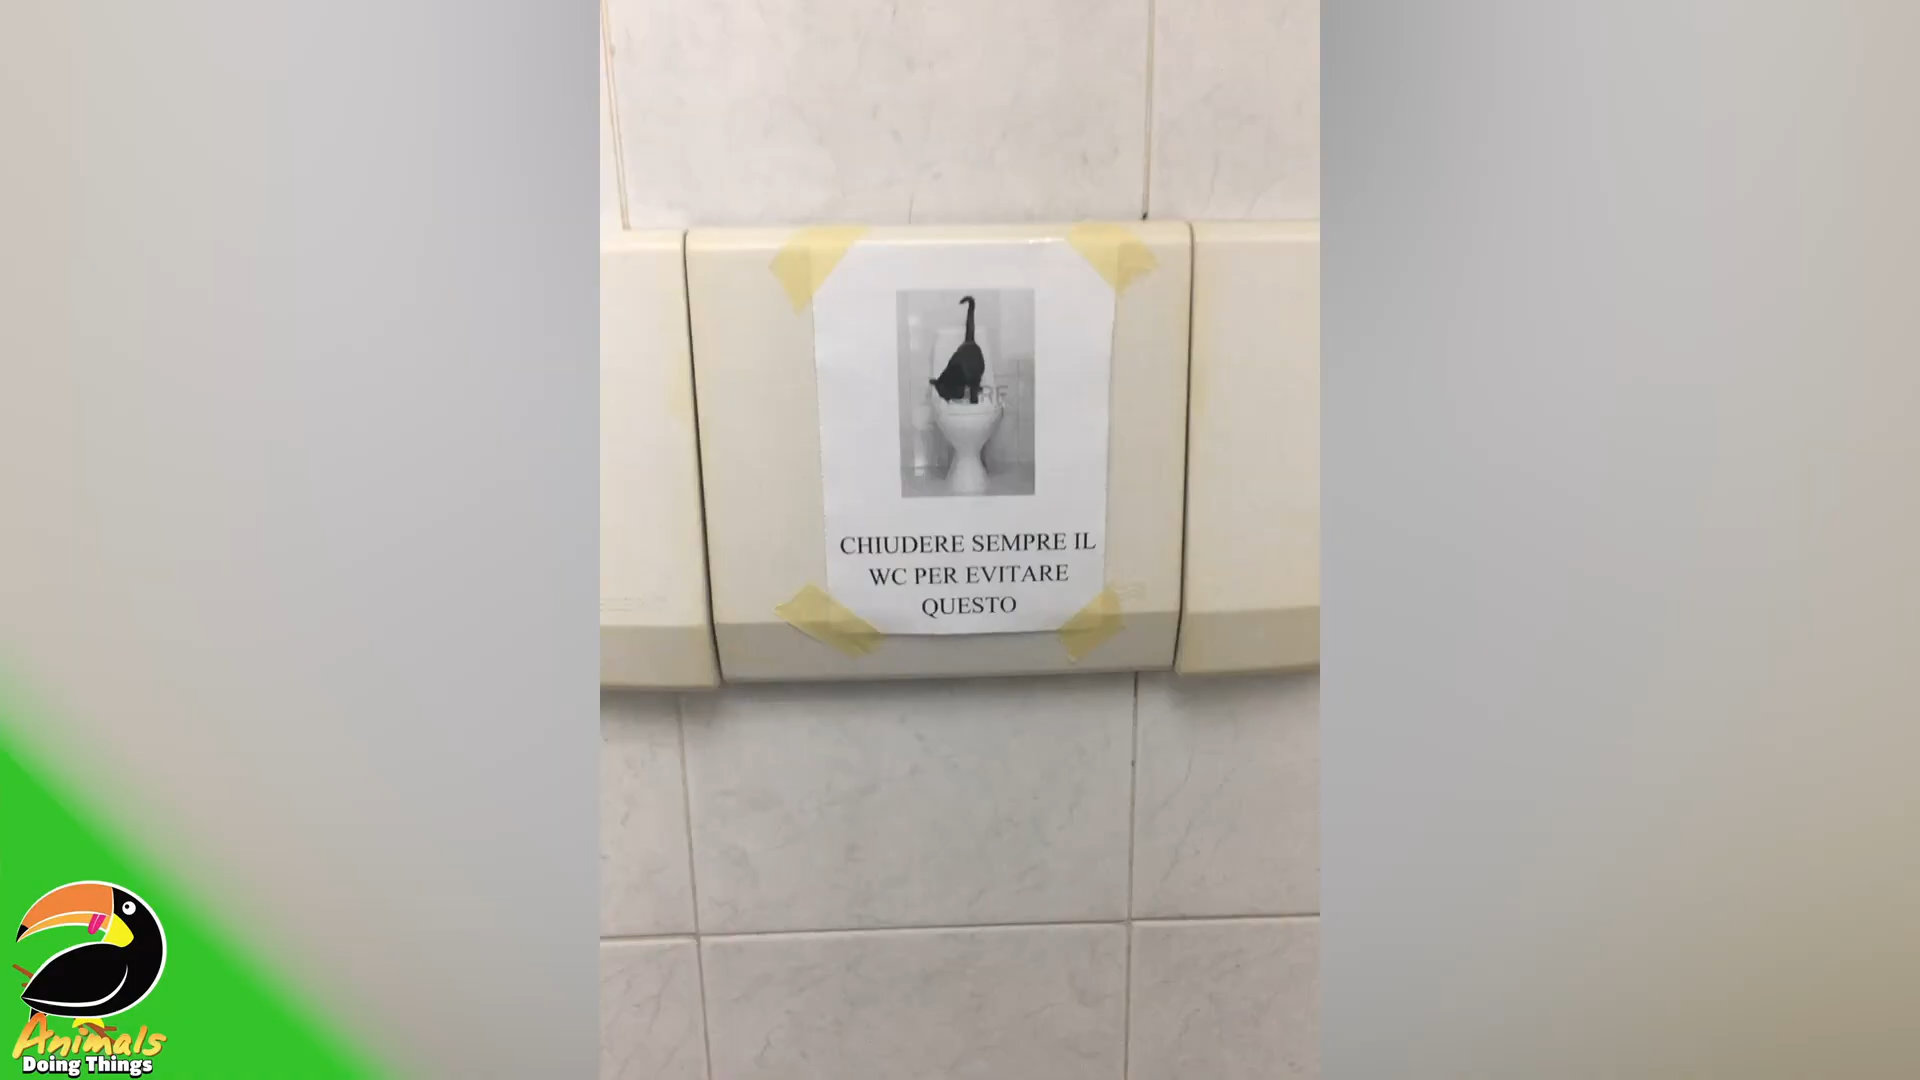 CHIUDERE SEMPRE IL
WC PER EVITARE
QUESTO
Animals
Doing Things